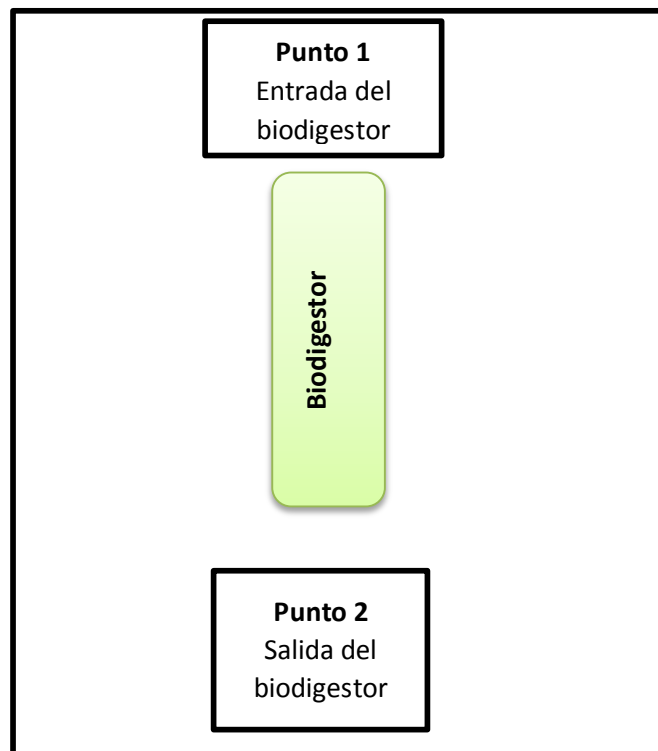 Punto 1
Entrada del
biodigestor
Biodigestor
Punto 2
Salida del
biodigestor